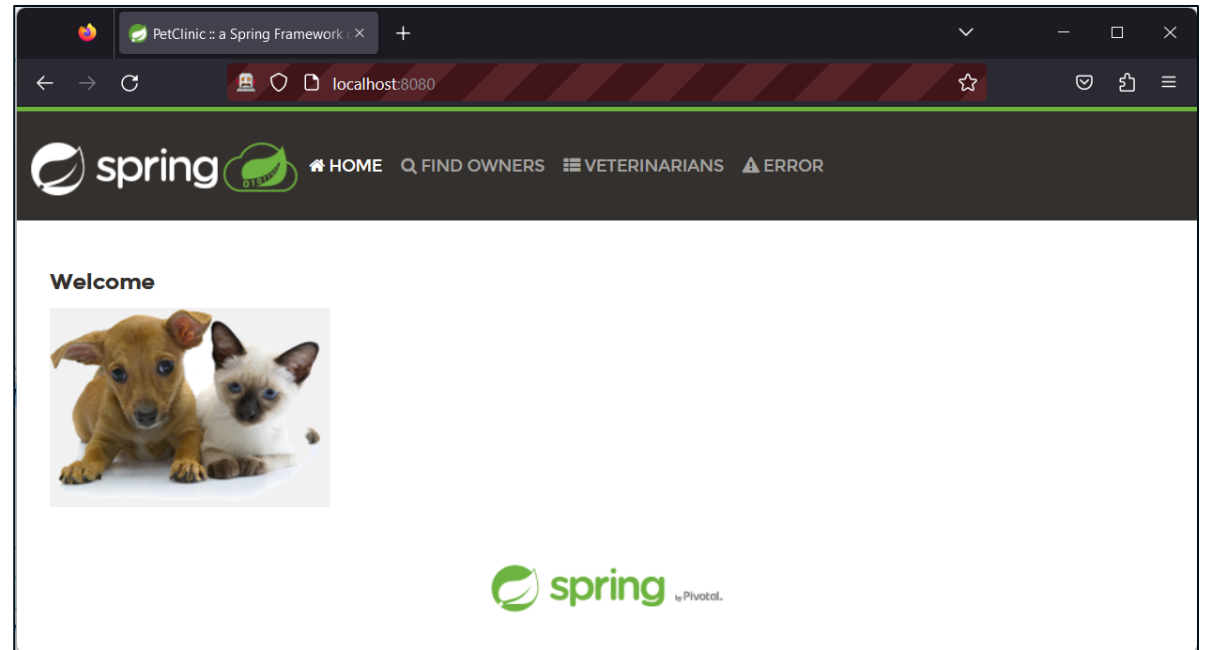 PetClinic :: a Spring Framework
localhost:8080
spring
HOME FIND OWNERS VETERINARIANS ERROR
Welcome
spring by Pivotal.